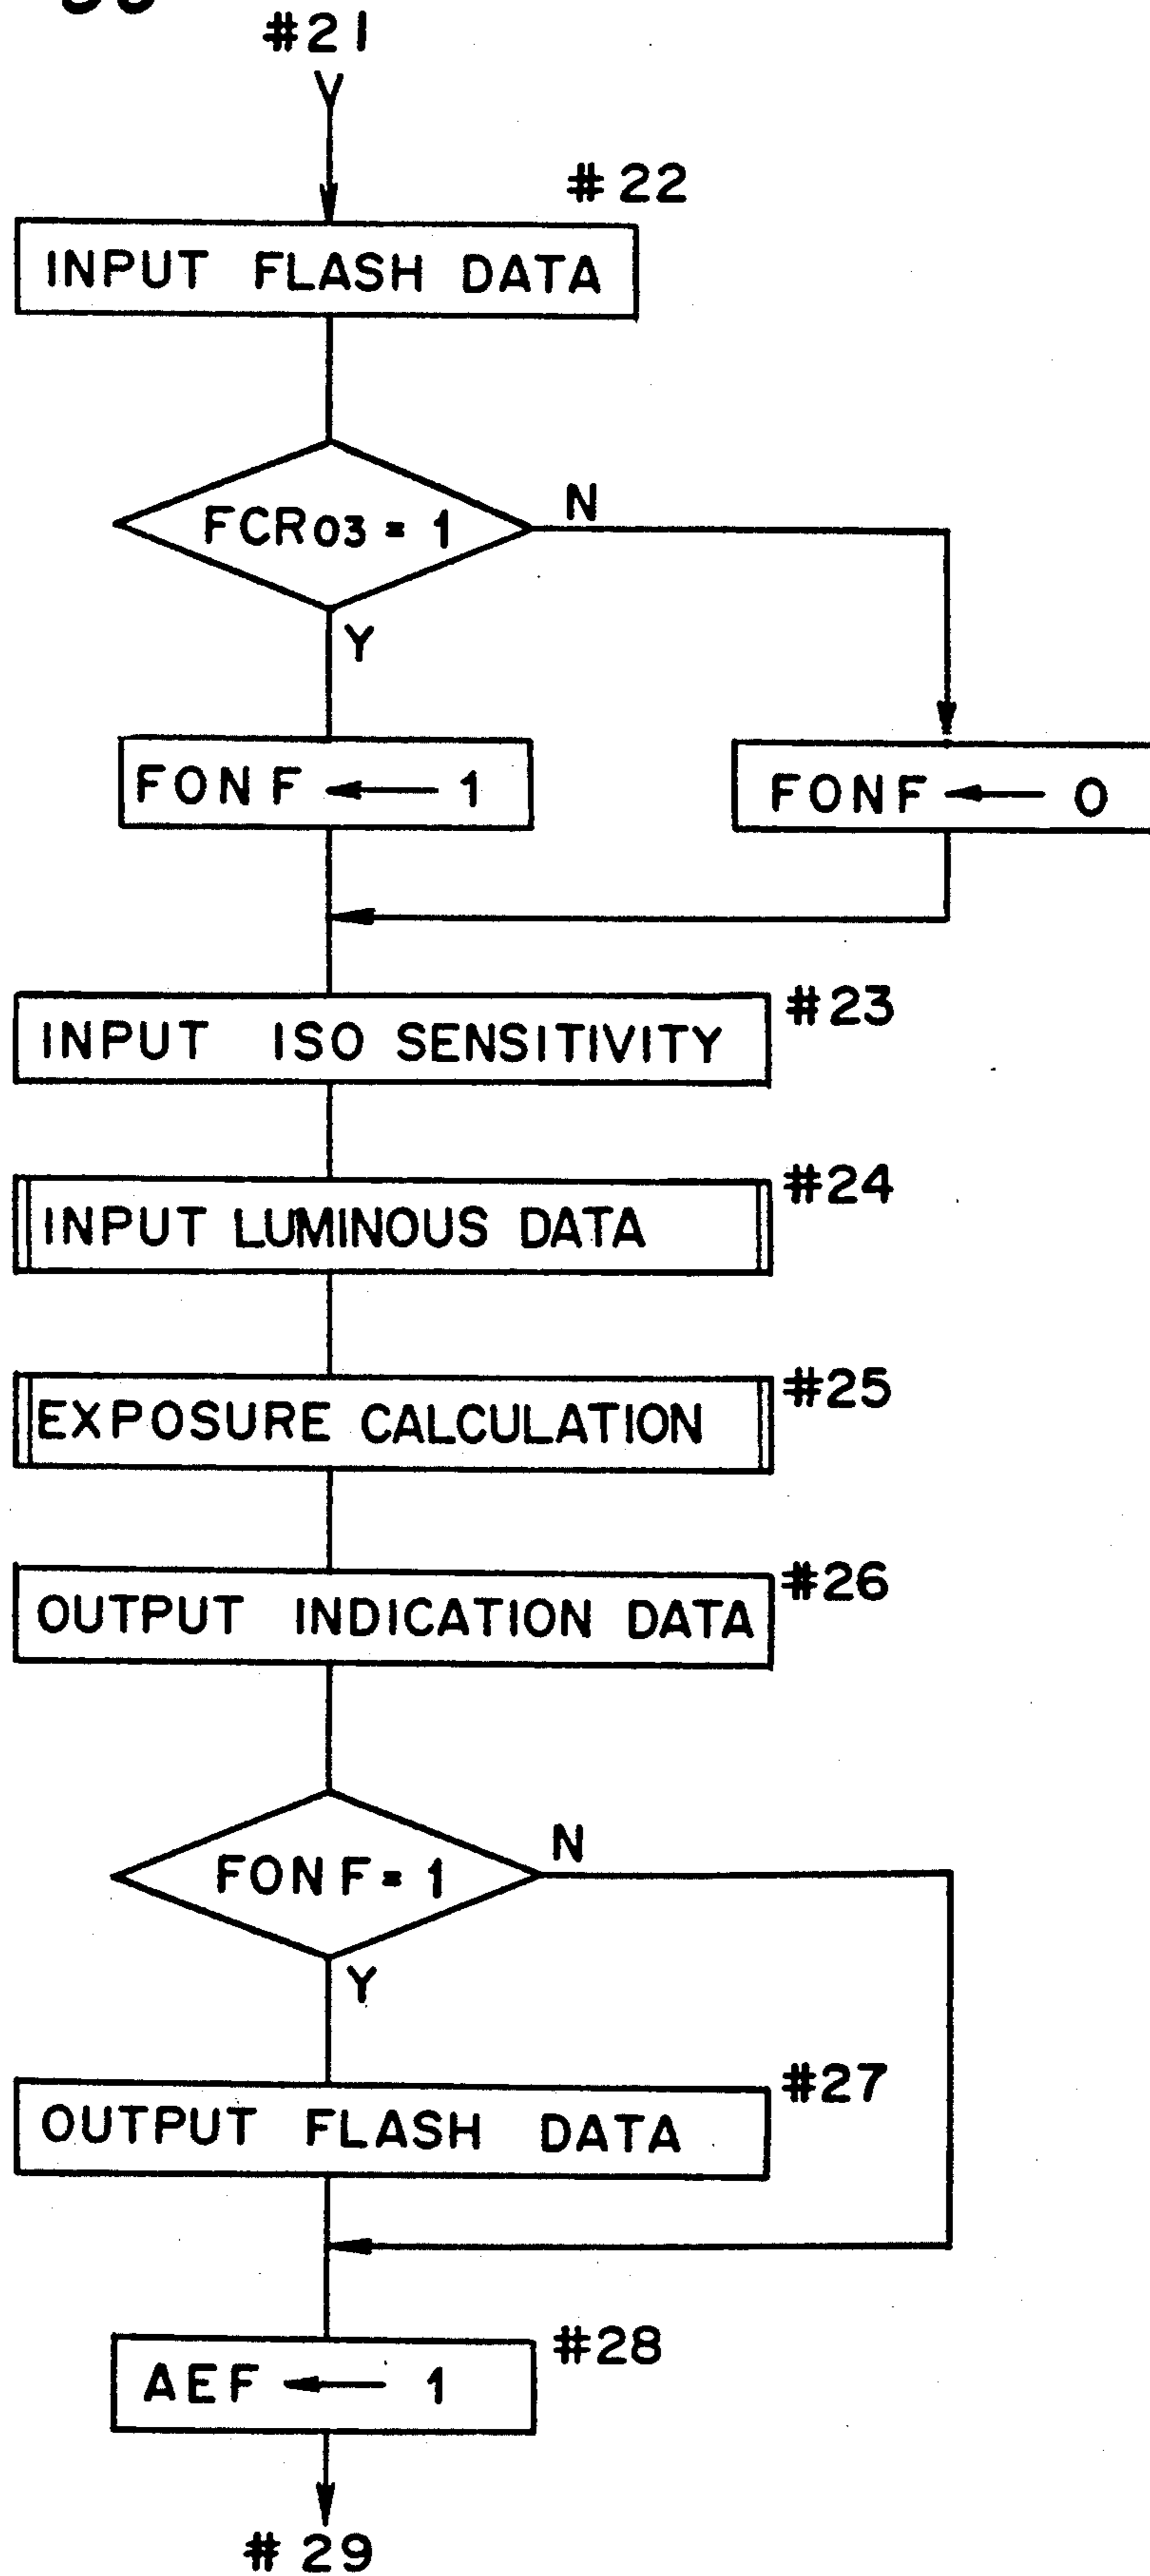 #21
Y
#22
INPUT FLASH DATA
FCR03 = 1
N
Y
FONF ← 1
FONF ← 0
#23
INPUT ISO SENSITIVITY
#24
INPUT LUMINOUS DATA
#25
EXPOSURE CALCULATION
#26
OUTPUT INDICATION DATA
FONF = 1
N
Y
#27
OUTPUT FLASH DATA
#28
AEF ← 1
#29